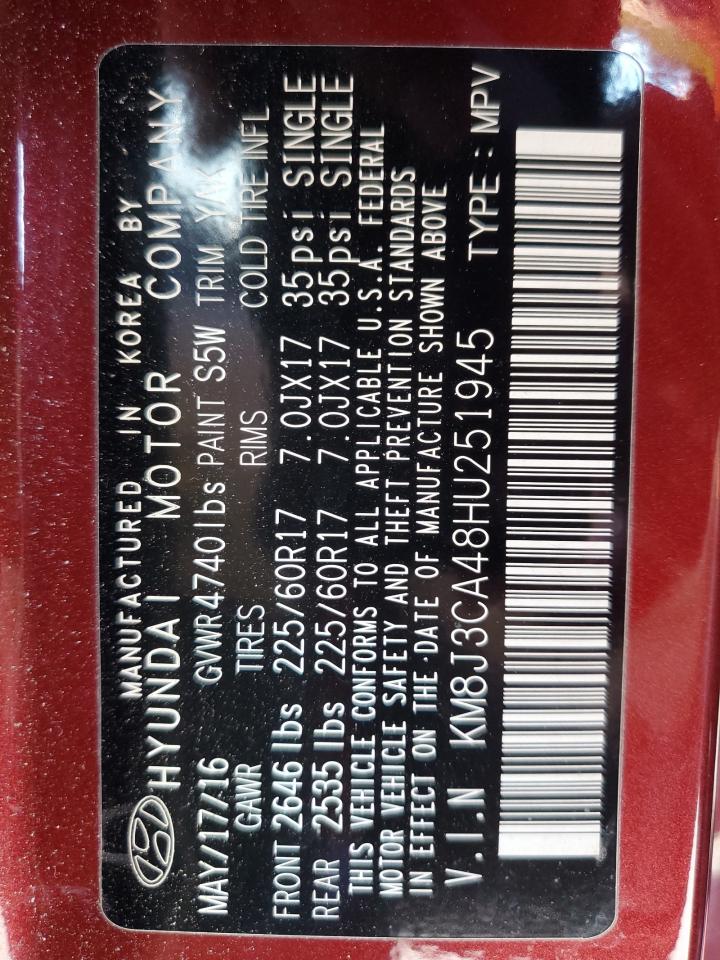 MANUFACTURED IN KOREA BY
HYUNDAI MOTOR COMPANY
MAY/17/16 GVWR4740lbs PAINT S5W TRIM Y/YK
GAWR TIRES RIMS COLD TIRE INFL
FRONT 2646 lbs 225/60R17 7.0JX17 35psi SINGLE
REAR 2535 lbs 225/60R17 7.0JX17 35psi SINGLE
THIS VEHICLE CONFORMS TO ALL APPLICABLE U.S.A. FEDERAL
MOTOR VEHICLE SAFETY AND THEFT PREVENTION STANDARDS
IN EFFECT ON THE DATE OF MANUFACTURE SHOWN ABOVE
V.I.N KM8J3CA48HU251945 TYPE : MPV